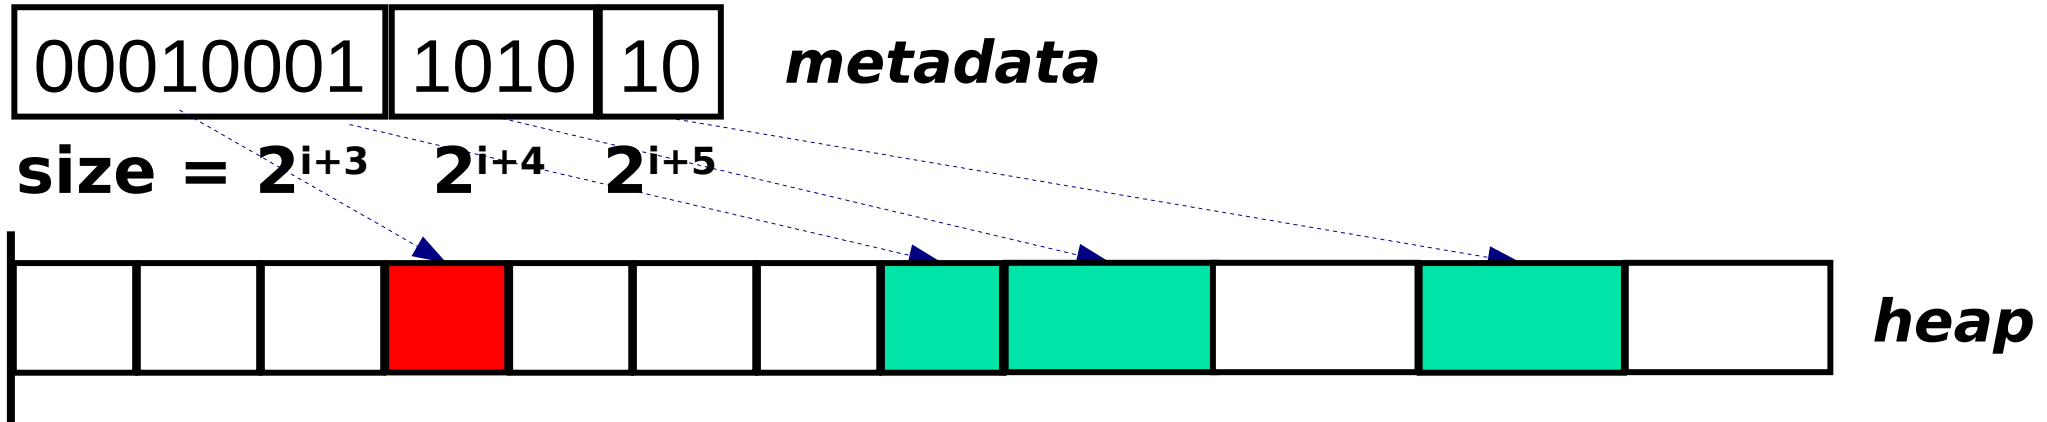 00010001 1010 10 metadata
size = 2ⁱ⁺³ 2ⁱ⁺⁴ 2ⁱ⁺⁵
heap